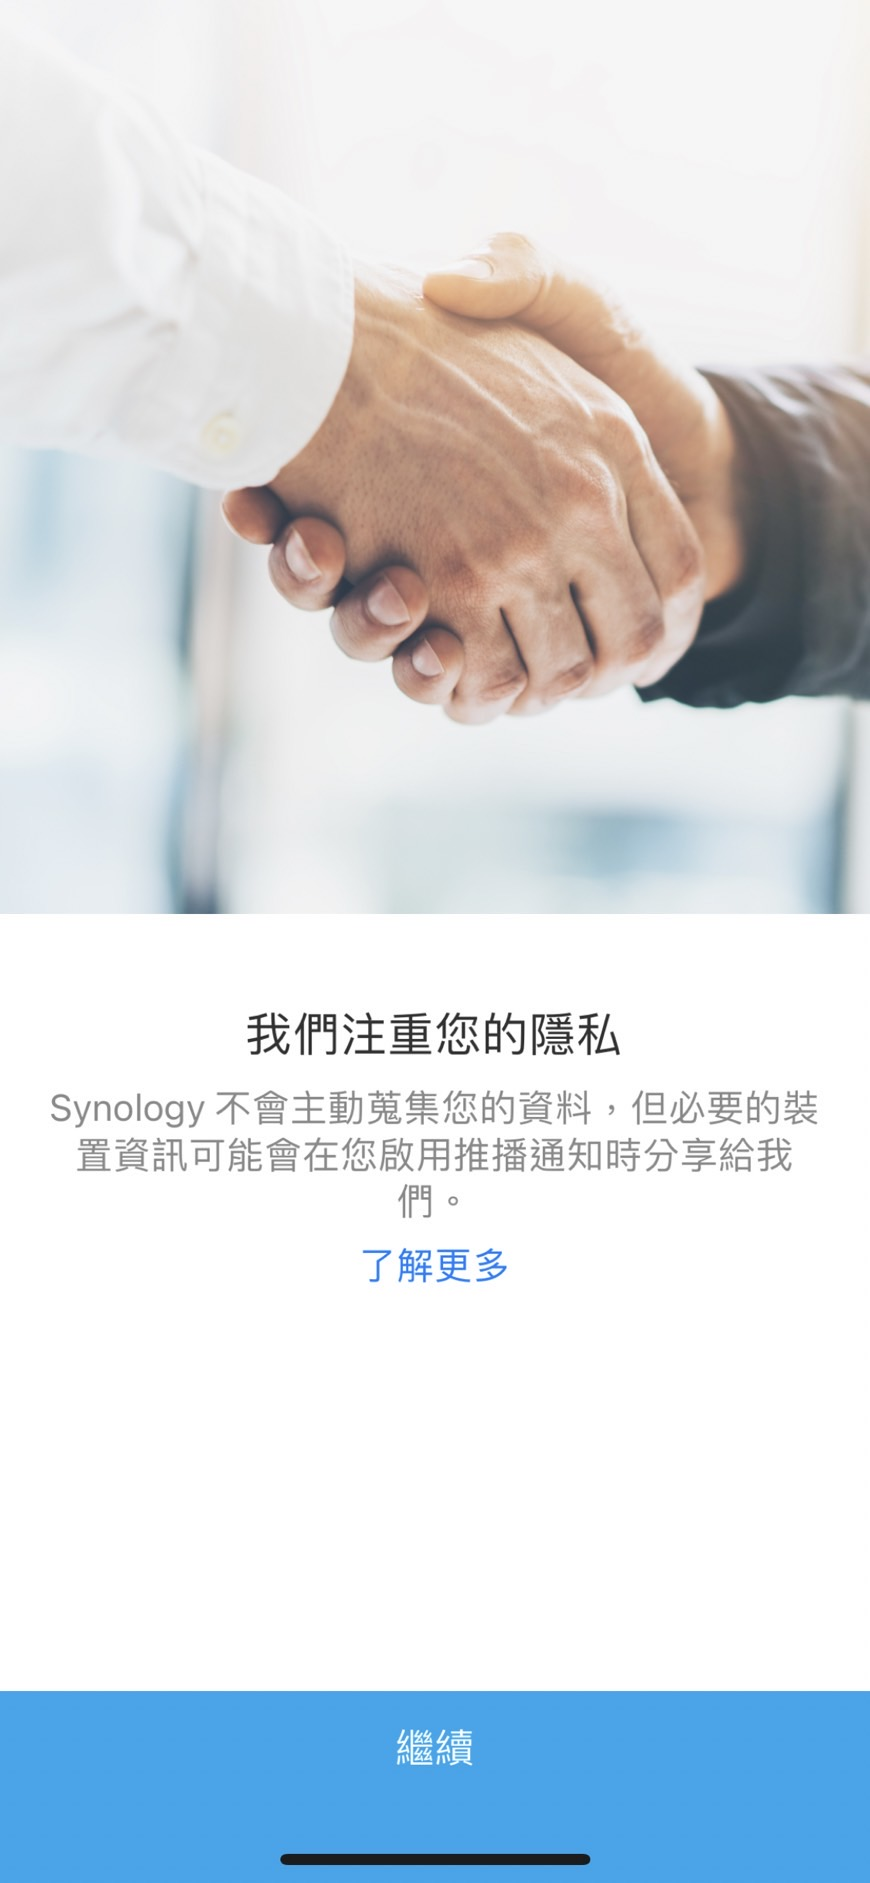 我們注重您的隱私
Synology 不會主動蒐集您的資料，但必要的裝
置資訊可能會在您啟用推播通知時分享給我
們。
了解更多
繼續